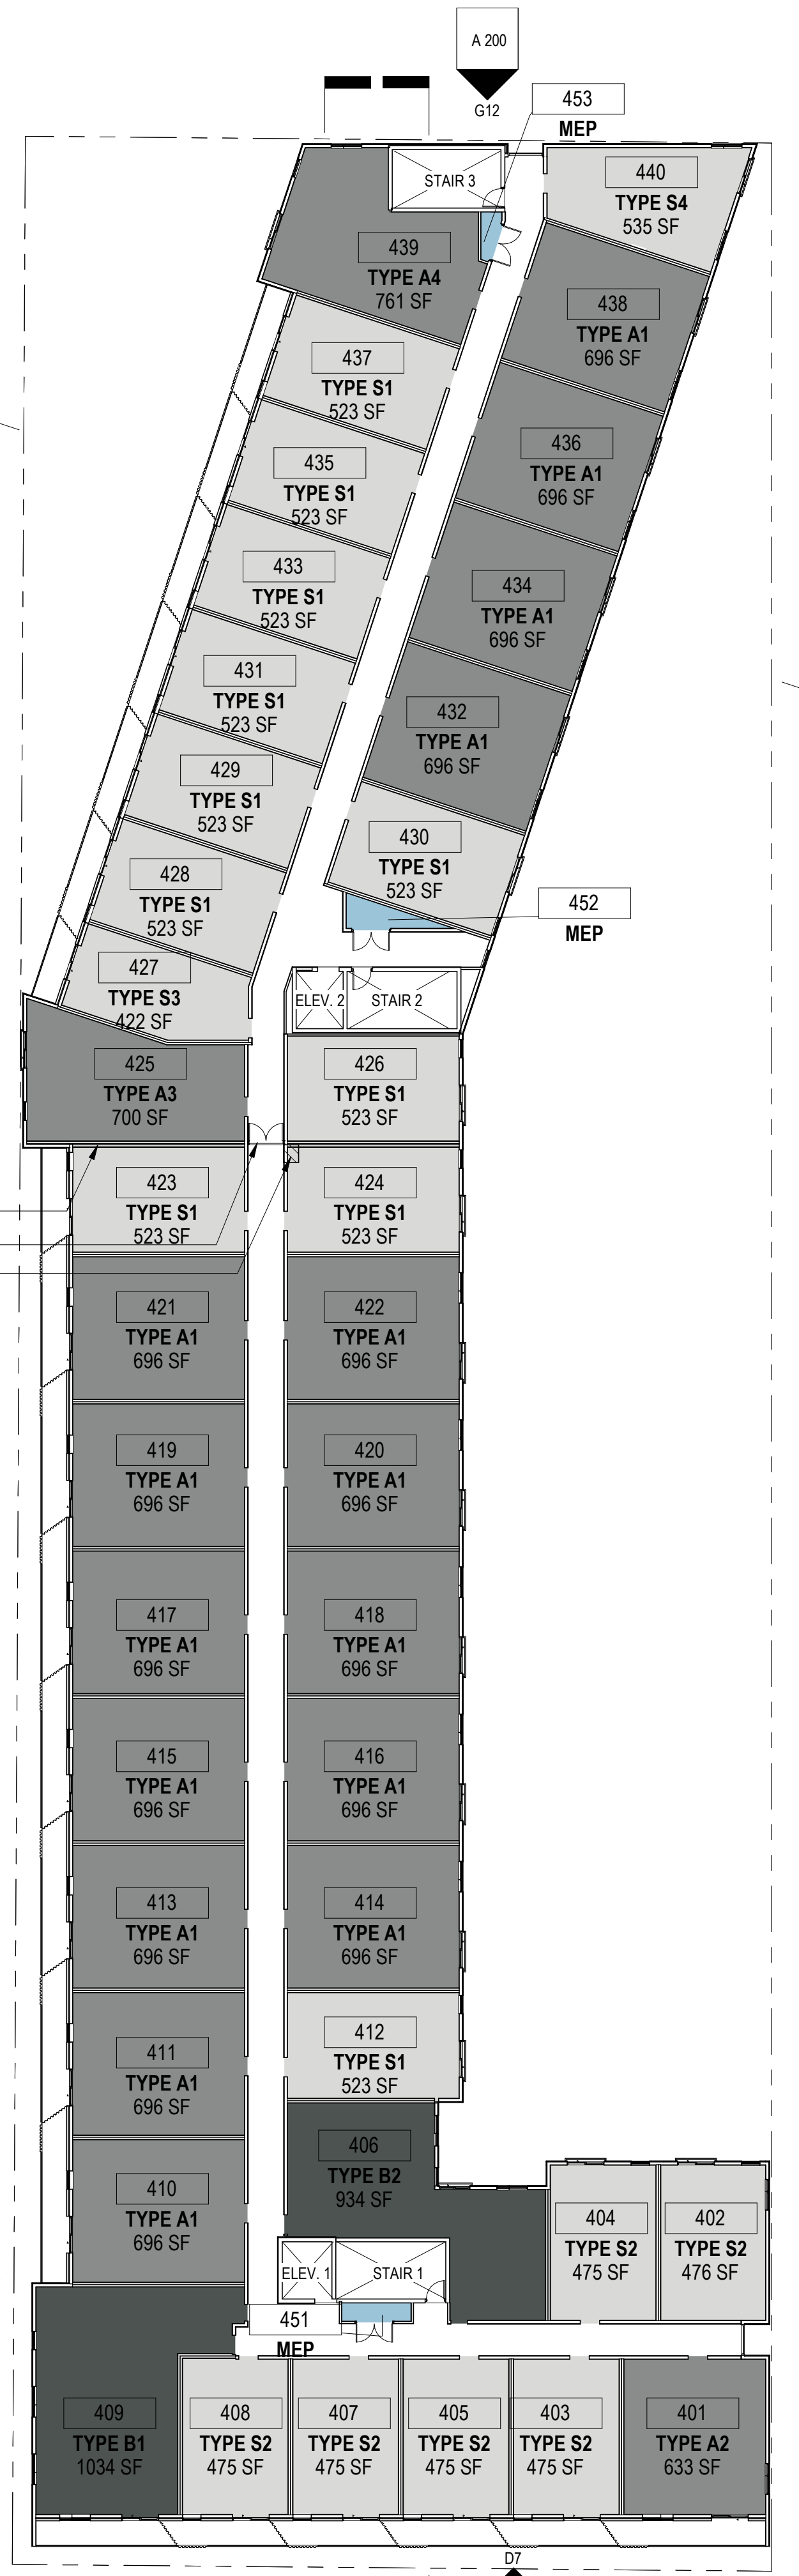 A 200
G12
453
MEP
STAIR 3
440
TYPE S4
535 SF
439
TYPE A4
761 SF
438
TYPE A1
696 SF
437
TYPE S1
523 SF
436
TYPE A1
696 SF
435
TYPE S1
523 SF
433
TYPE S1
523 SF
434
TYPE A1
696 SF
431
TYPE S1
523 SF
432
TYPE A1
696 SF
429
TYPE S1
523 SF
430
TYPE S1
523 SF
428
TYPE S1
523 SF
452
MEP
427
TYPE S3
422 SF
ELEV. 2
STAIR 2
425
TYPE A3
700 SF
426
TYPE S1
523 SF
423
TYPE S1
523 SF
424
TYPE S1
523 SF
421
TYPE A1
696 SF
422
TYPE A1
696 SF
419
TYPE A1
696 SF
420
TYPE A1
696 SF
417
TYPE A1
696 SF
418
TYPE A1
696 SF
415
TYPE A1
696 SF
416
TYPE A1
696 SF
413
TYPE A1
696 SF
414
TYPE A1
696 SF
411
TYPE A1
696 SF
412
TYPE S1
523 SF
410
TYPE A1
696 SF
406
TYPE B2
934 SF
404
TYPE S2
475 SF
402
TYPE S2
476 SF
ELEV. 1
STAIR 1
451
MEP
409
TYPE B1
1034 SF
408
TYPE S2
475 SF
407
TYPE S2
475 SF
405
TYPE S2
475 SF
403
TYPE S2
475 SF
401
TYPE A2
633 SF
D7